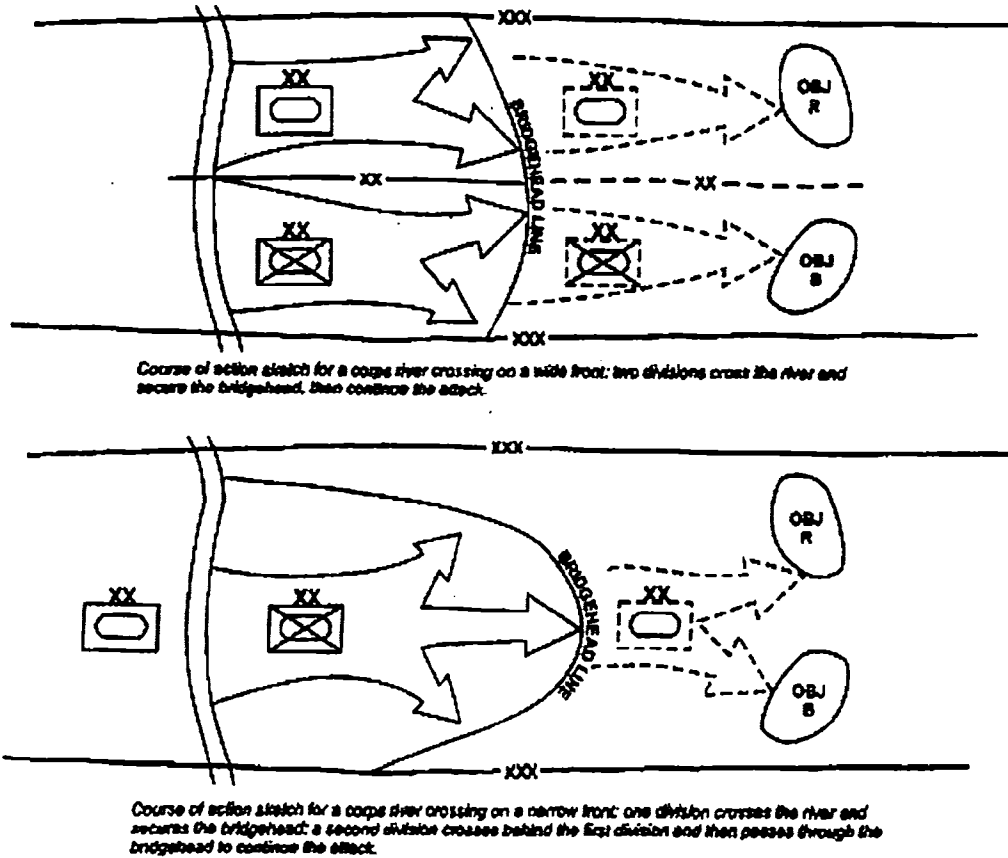 XXX
XX
XX
OBJ
R
BRIDGEHEAD LINE
XX
XX
XX
XX
OBJ
B
XXX
Course of action sketch for a corps river crossing on a wide front: two divisions cross the river and
secure the bridgehead, then continue the attack.
XXX
OBJ
R
BRIDGEHEAD LINE
XX
XX
XX
OBJ
B
XXX
Course of action sketch for a corps river crossing on a narrow front: one division crosses the river and
secures the bridgehead; a second division crosses behind the first division and then passes through the
bridgehead to continue the attack.